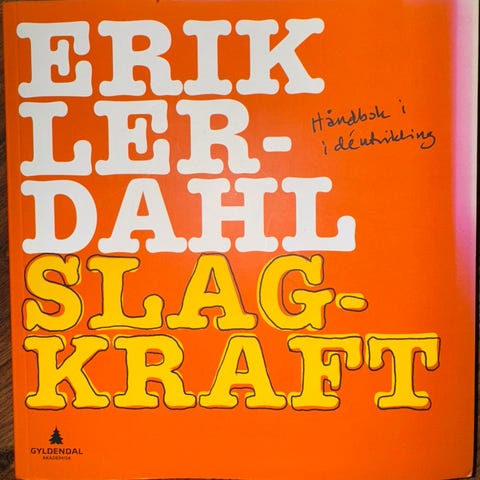 ERIK
LER-
DAHL
Håndbok i
i idéutvikling
SLAG-
KRAFT
GYLDENDAL
AKADEMISK